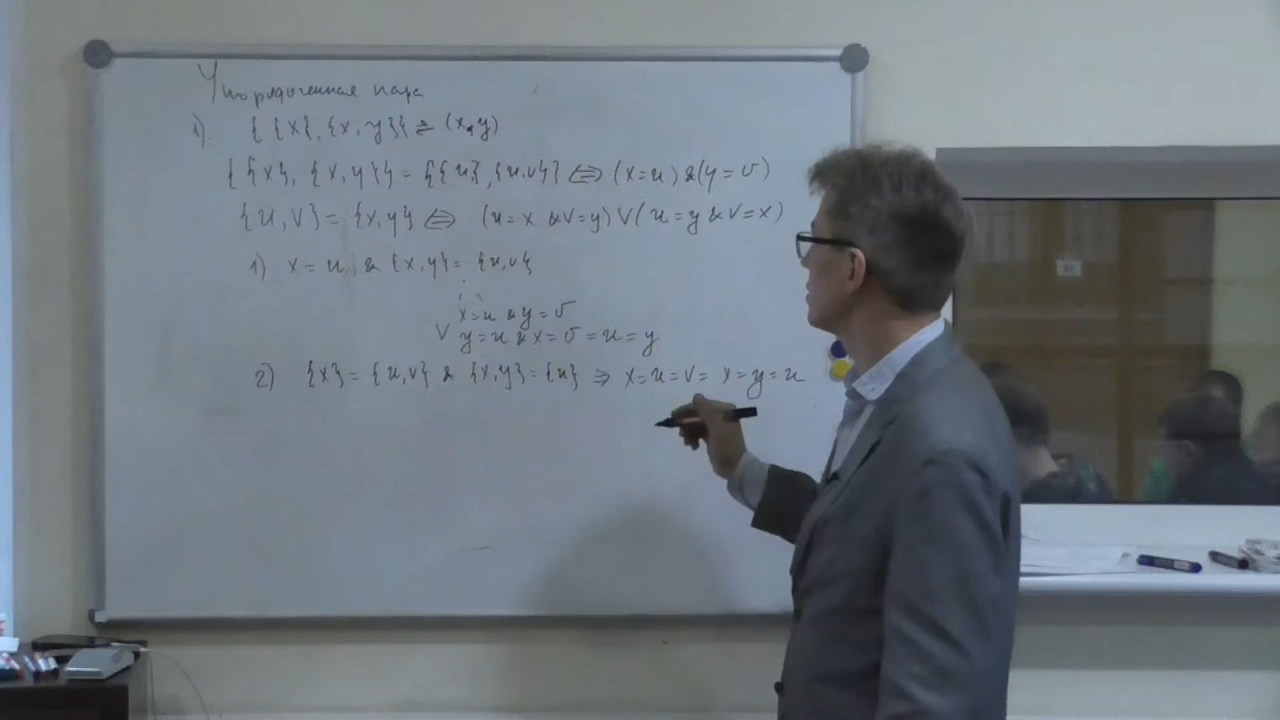 Упорядоченная пара
1). { {x}, {x, y}} ≡ (x, y)
{ {x}, {x, y}} = {{u}, {u,v}} ⇔ (x=u) & (y=v)
{u, v} = {x, y} ⇔ (u=x & v=y) V (u=y & v=x)
1) x = u & {x, y} = {u,v}
x=u & y=v
V y=u & x=v=u=y
2) {x} = {u,v} & {x,y} = {u} ⇒ x=u=v= x=y=u